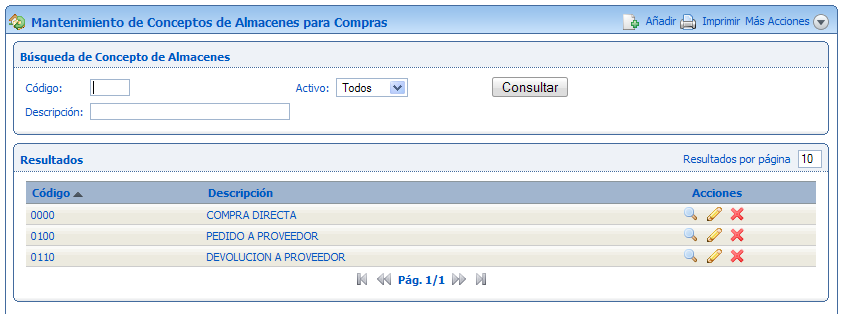 Mantenimiento de Conceptos de Almacenes para Compras Añadir Imprimir Más Acciones
Búsqueda de Concepto de Almacenes
Código: Activo: Todos Consultar
Descripción:
Resultados Resultados por página 10
Código Descripción Acciones
0000 COMPRA DIRECTA
0100 PEDIDO A PROVEEDOR
0110 DEVOLUCION A PROVEEDOR
Pág. 1/1